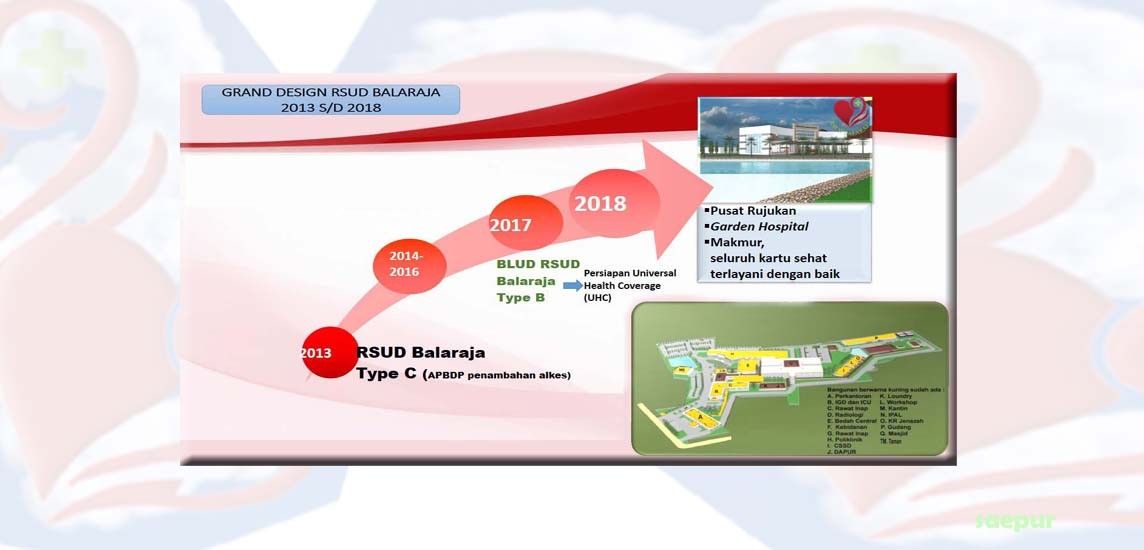 GRAND DESIGN RSUD BALARAJA
2013 S/D 2018
2018
2017
2014-
2016
2013
▪Pusat Rujukan
▪Garden Hospital
▪Makmur,
seluruh kartu sehat
terlayani dengan baik
BLUD RSUD
Balaraja
Type B
Persiapan Universal
Health Coverage
(UHC)
RSUD Balaraja
Type C (APBDP penambahan alkes)
Bangunan berwarna kuning sudah ada :
A. Perkantoran K. Loundry
B. IGD dan ICU L. Workshop
C. Rawat Inap M. Kantin
D. Radiologi N. IPAL
E. Bedah Central O. KR Jenazah
F. Kebidanan P. Gudang
G. Rawat Inap Q. Masjid
H. Poliklinik TM. Taman
I. CSSD
J. DAPUR
saepur